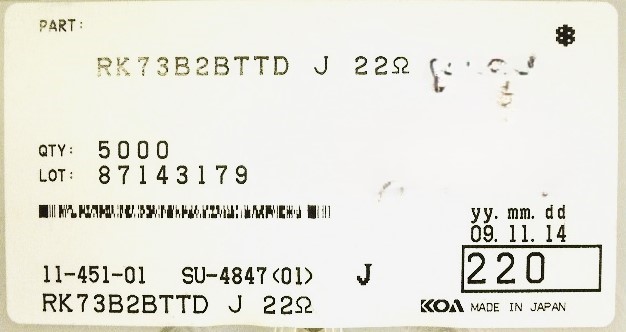 PART:
✱
RK73B2BTTD J 22Ω
QTY: 5000
LOT: 87143179
yy. mm. dd
09. 11. 14
11-451-01 SU-4847(01) J
220
RK73B2BTTD J 22Ω
KOA MADE IN JAPAN